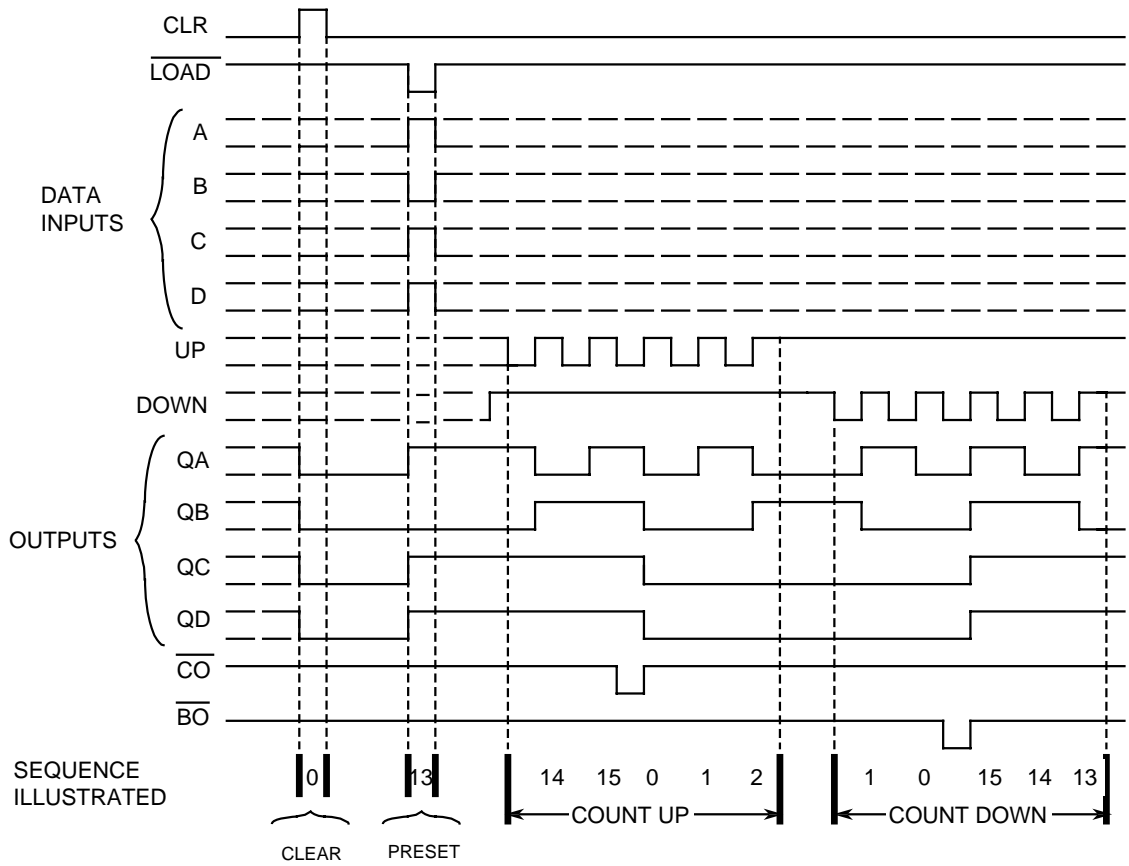 CLR
LOAD
A
B
DATA
INPUTS
C
D
UP
DOWN
QA
QB
OUTPUTS
QC
QD
CO
BO
SEQUENCE
ILLUSTRATED
0 13 14 15 0 1 2 1 0 15 14 13
COUNT UP COUNT DOWN
CLEAR PRESET